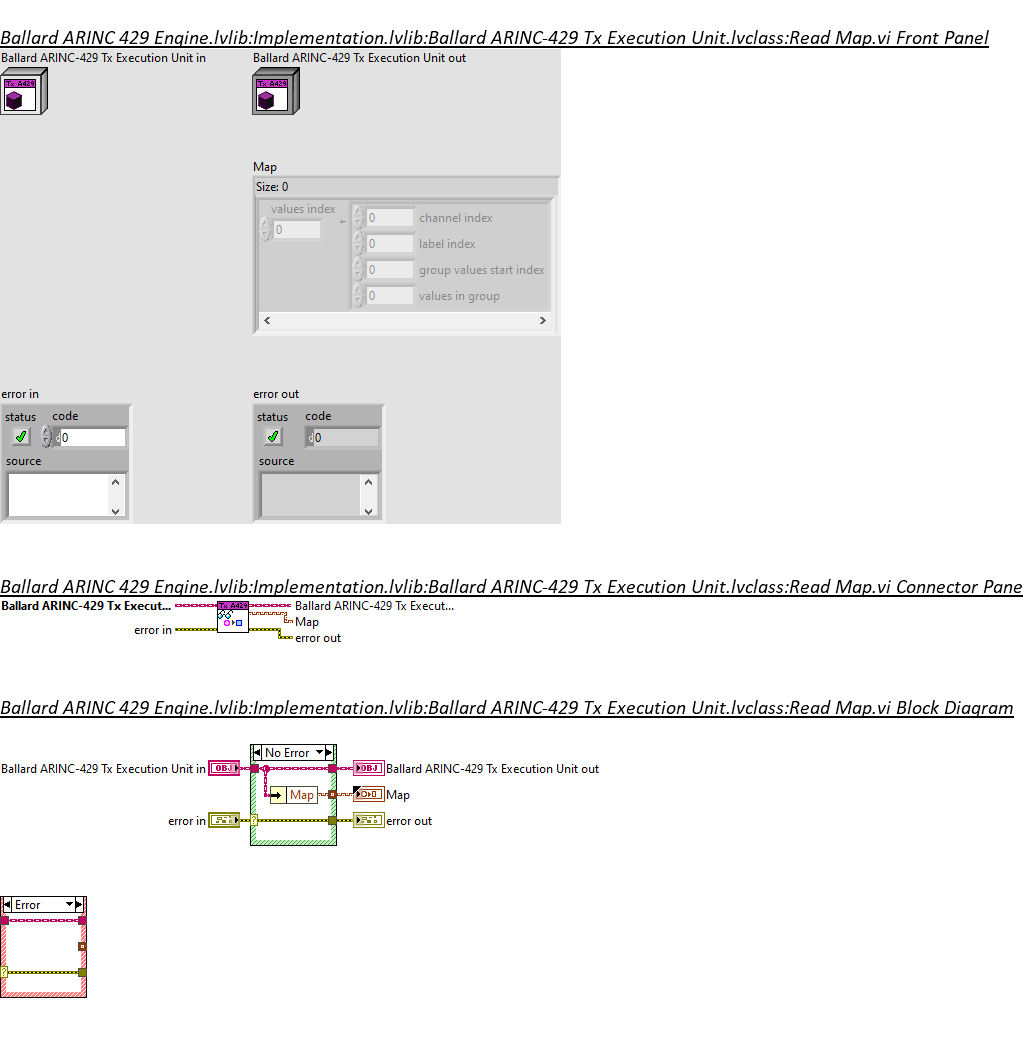 Ballard ARINC 429 Engine.lvlib:Implementation.lvlib:Ballard ARINC-429 Tx Execution Unit.lvclass:Read Map.vi Front Panel
Ballard ARINC-429 Tx Execution Unit in
Ballard ARINC-429 Tx Execution Unit out
Tx A429
Tx A429
Map
Size: 0
values index
0
0 channel index
0 label index
0 group values start index
0 values in group
error in
error out
status code
d 0
source
status code
d 0
source
Ballard ARINC 429 Engine.lvlib:Implementation.lvlib:Ballard ARINC-429 Tx Execution Unit.lvclass:Read Map.vi Connector Pane
Ballard ARINC-429 Tx Execut...
Tx A429
Ballard ARINC-429 Tx Execut...
Map
error in
error out
Ballard ARINC 429 Engine.lvlib:Implementation.lvlib:Ballard ARINC-429 Tx Execution Unit.lvclass:Read Map.vi Block Diagram
No Error
Ballard ARINC-429 Tx Execution Unit in
OBJ
OBJ
Ballard ARINC-429 Tx Execution Unit out
Map
Map
error in
?
error out
Error
?